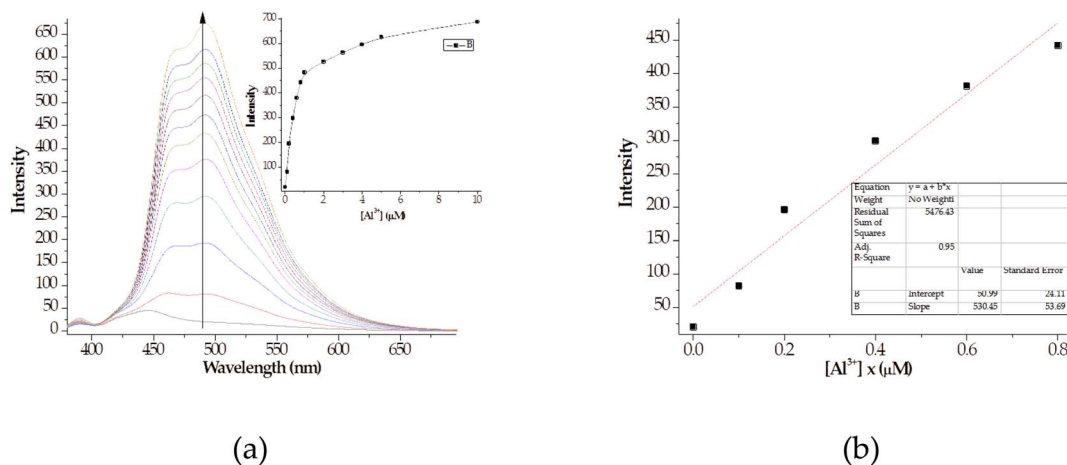 650
600
550
500
450
400
350
300
250
200
150
100
50
0
Intensity
400 450 500 550 600 650
Wavelength (nm)
700
600
500
400
300
200
100
Intensity
0 2 4 6 8 10
[Al³⁺] (μM)
B
(a)
450
400
350
300
250
200
150
100
50
Intensity
0.0 0.2 0.4 0.6 0.8
[Al³⁺] x (μM)
Equation y = a + b*x
Weight No Weighti
Residual 5476.43
Sum of
Squares
Adj. 0.95
R-Square
Value Standard Error
B Intercept 50.99 24.11
B Slope 530.45 53.69
(b)